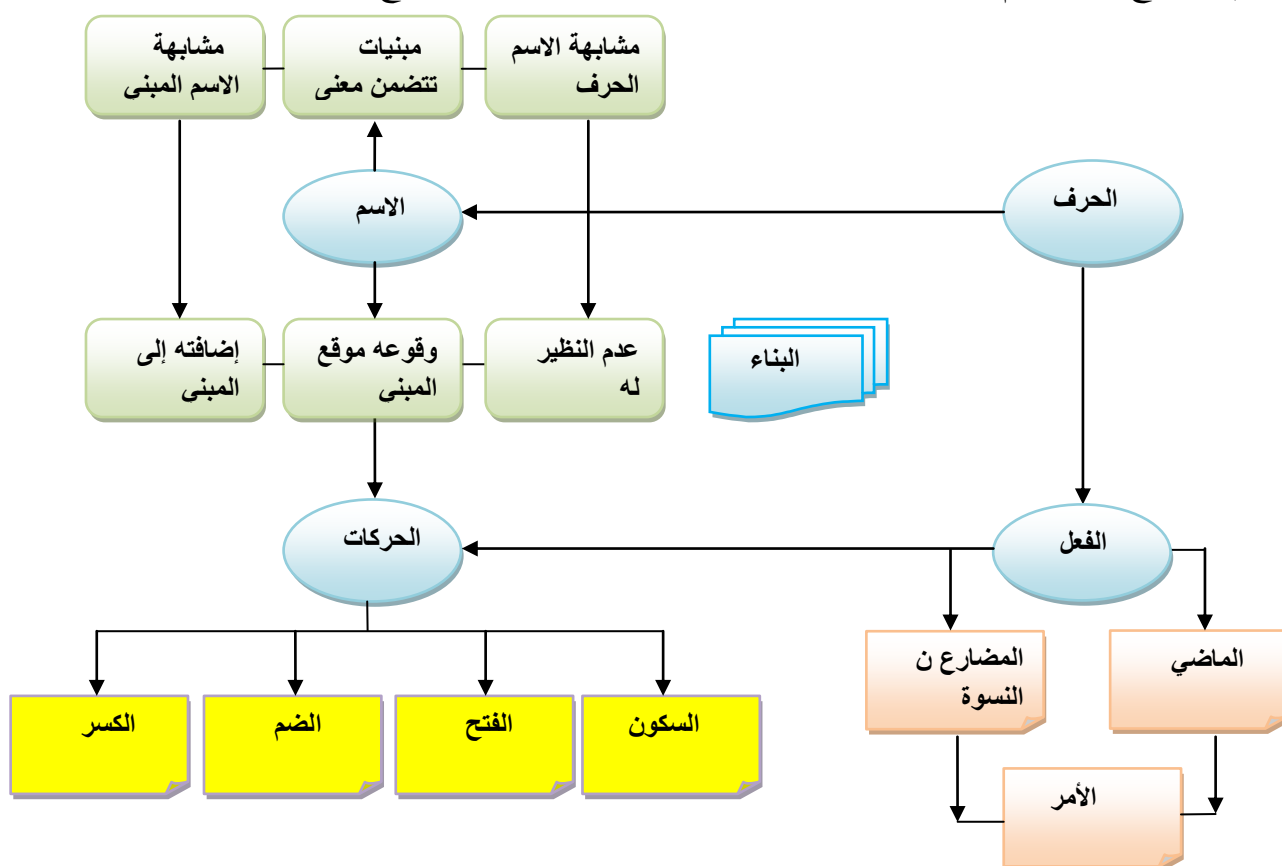 مشابهة الاسم
الحرف
مبنيات
تتضمن معنى
مشابهة
الاسم المبنى
الحرف
الاسم
عدم النظير
له
وقوعه موقع
المبنى
إضافته إلى
المبنى
البناء
الفعل
الحركات
الماضي
المضارع ن
النسوة
السكون
الفتح
الضم
الكسر
الأمر